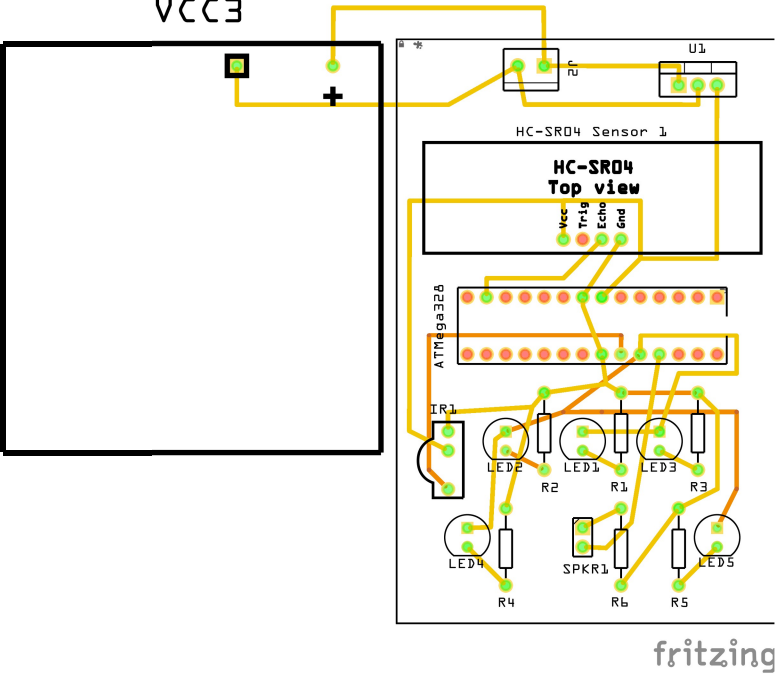 VCC3
+
J2
U1
HC-SR04 Sensor 1
HC-SR04
Top view
Vcc
Trig
Echo
Gnd
ATMega328
IR1
LED2
LED1
LED3
R2
R1
R3
LED4
SPKR1
LED5
R4
R6
R5
fritzing